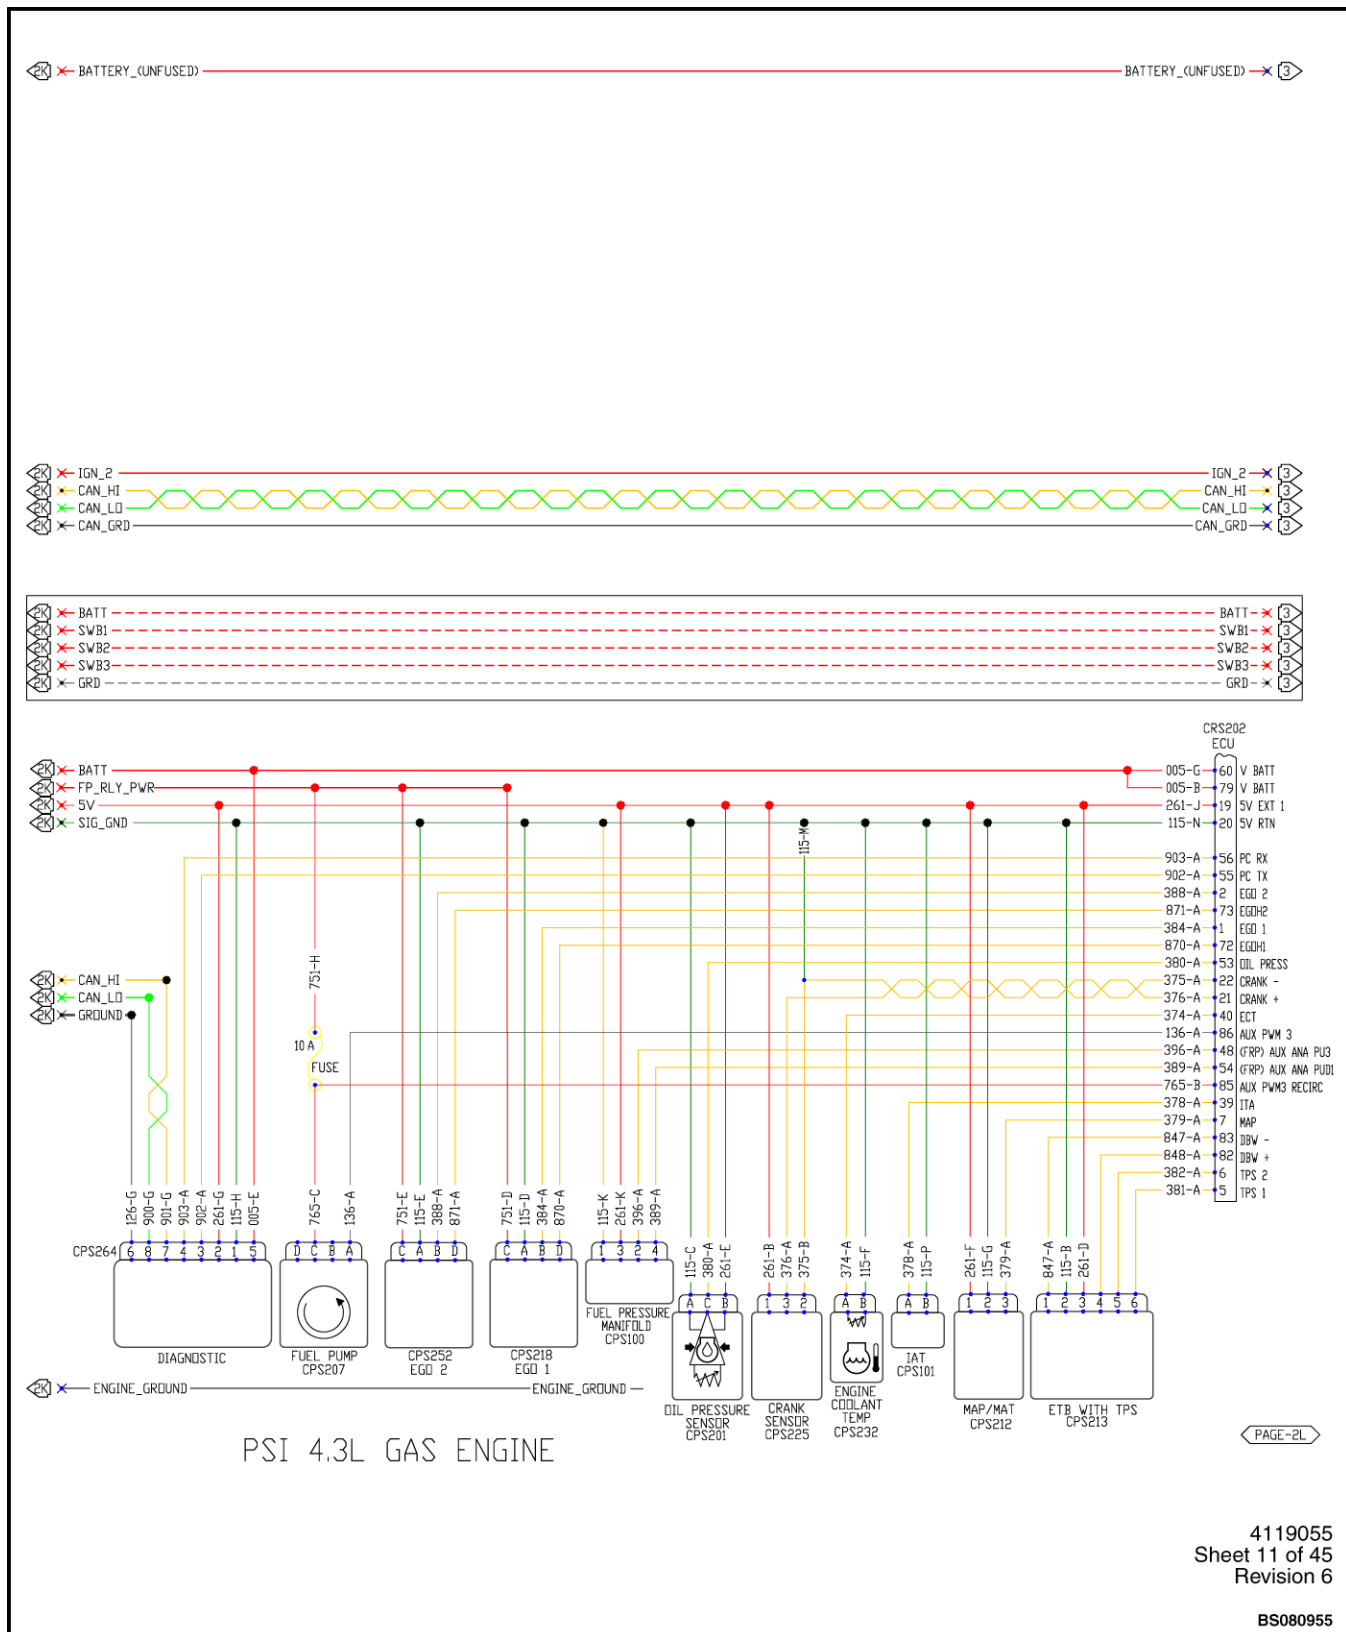 2K BATTERY_(UNFUSED) BATTERY_(UNFUSED) 3
2K IGN_2 IGN_2 3
2K CAN_HI CAN_HI 3
2K CAN_LO CAN_LO 3
2K CAN_GRD CAN_GRD 3
2K BATT BATT 3
2K SWB1 SWB1 3
2K SWB2 SWB2 3
2K SWB3 SWB3 3
2K GRD GRD 3
CRS202
ECU
2K BATT 005-G 60 V BATT
2K FP_RLY_PWR 005-B 79 V BATT
2K 5V 261-J 19 5V EXT 1
2K SIG_GND 115-N 20 5V RTN
115-M
903-A 56 PC RX
902-A 55 PC TX
388-A 2 EGO 2
871-A 73 EGOH2
384-A 1 EGO 1
870-A 72 EGOH1
380-A 53 OIL PRESS
2K CAN_HI 751-H 375-A 22 CRANK -
2K CAN_LO 376-A 21 CRANK +
2K GROUND 374-A 40 ECT
136-A 86 AUX PWM 3
10 A 396-A 48 (FRP) AUX ANA PU3
FUSE 389-A 54 (FRP) AUX ANA PUD1
765-B 85 AUX PWM3 RECIRC
378-A 39 ITA
379-A 7 MAP
847-A 83 DBW -
848-A 82 DBW +
382-A 6 TPS 2
381-A 5 TPS 1
126-G 900-G 901-G 903-A 902-A 261-G 115-H 005-E 765-C 136-A 751-E 115-E 388-A 871-A 751-D 115-D 384-A 870-A 115-K 261-K 396-A 389-A
CPS264 6 8 7 4 3 2 1 5 D C B A C A B D C A B D 1 3 2 4
115-C 380-A 261-E 261-B 376-A 375-B 374-A 115-F 378-A 115-P 261-F 115-G 379-A 847-A 115-B 261-D
A C B 1 3 2 A B A B 1 2 3 1 2 3 4 5 6
DIAGNOSTIC
FUEL PUMP
CPS207
CPS252
EGO 2
CPS218
EGO 1
FUEL PRESSURE
MANIFOLD
CPS100
OIL PRESSURE
SENSOR
CPS201
CRANK
SENSOR
CPS225
ENGINE
COOLANT
TEMP
CPS232
IAT
CPS101
MAP/MAT
CPS212
ETB WITH TPS
CPS213
2K ENGINE_GROUND ENGINE_GROUND
PSI 4.3L GAS ENGINE
PAGE-2L
4119055
Sheet 11 of 45
Revision 6
BS080955